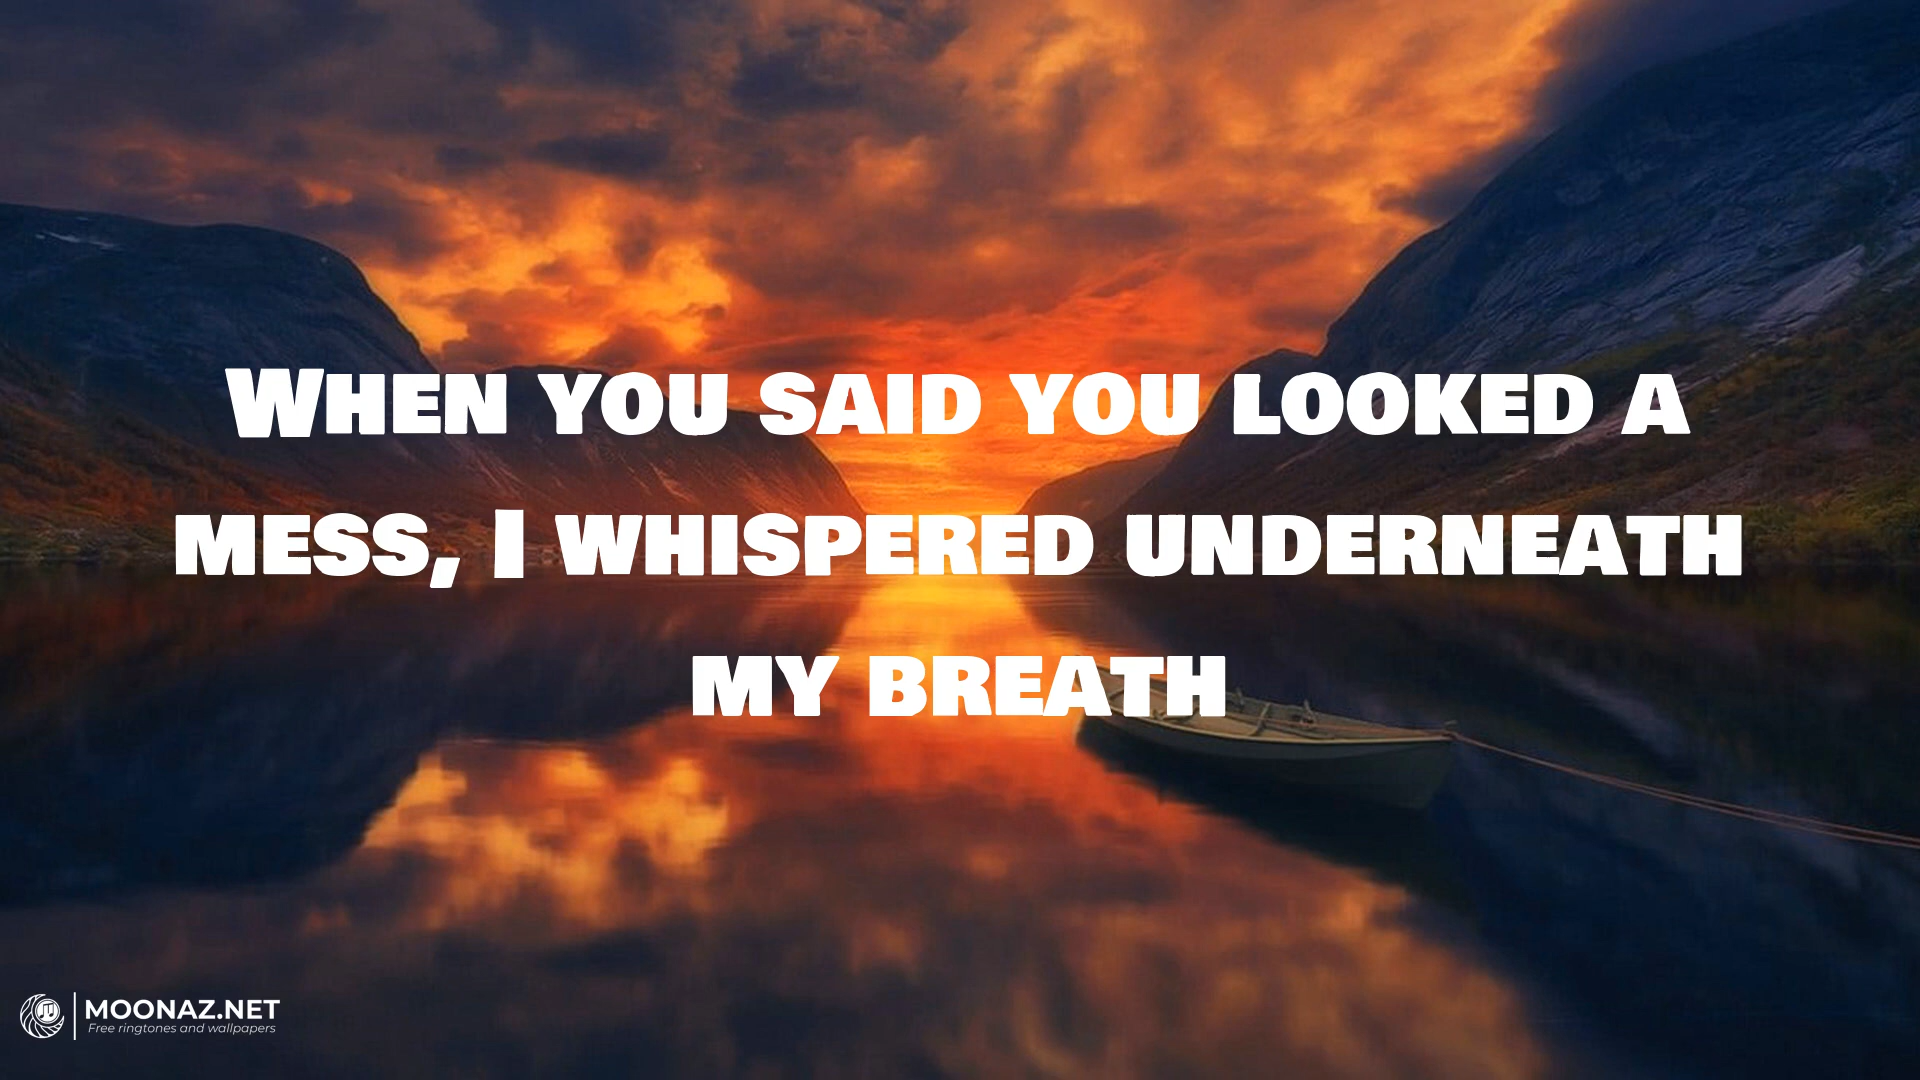 When you said you looked a
mess, I whispered underneath
my breath
MOONAZ.NET
Free ringtones and wallpapers